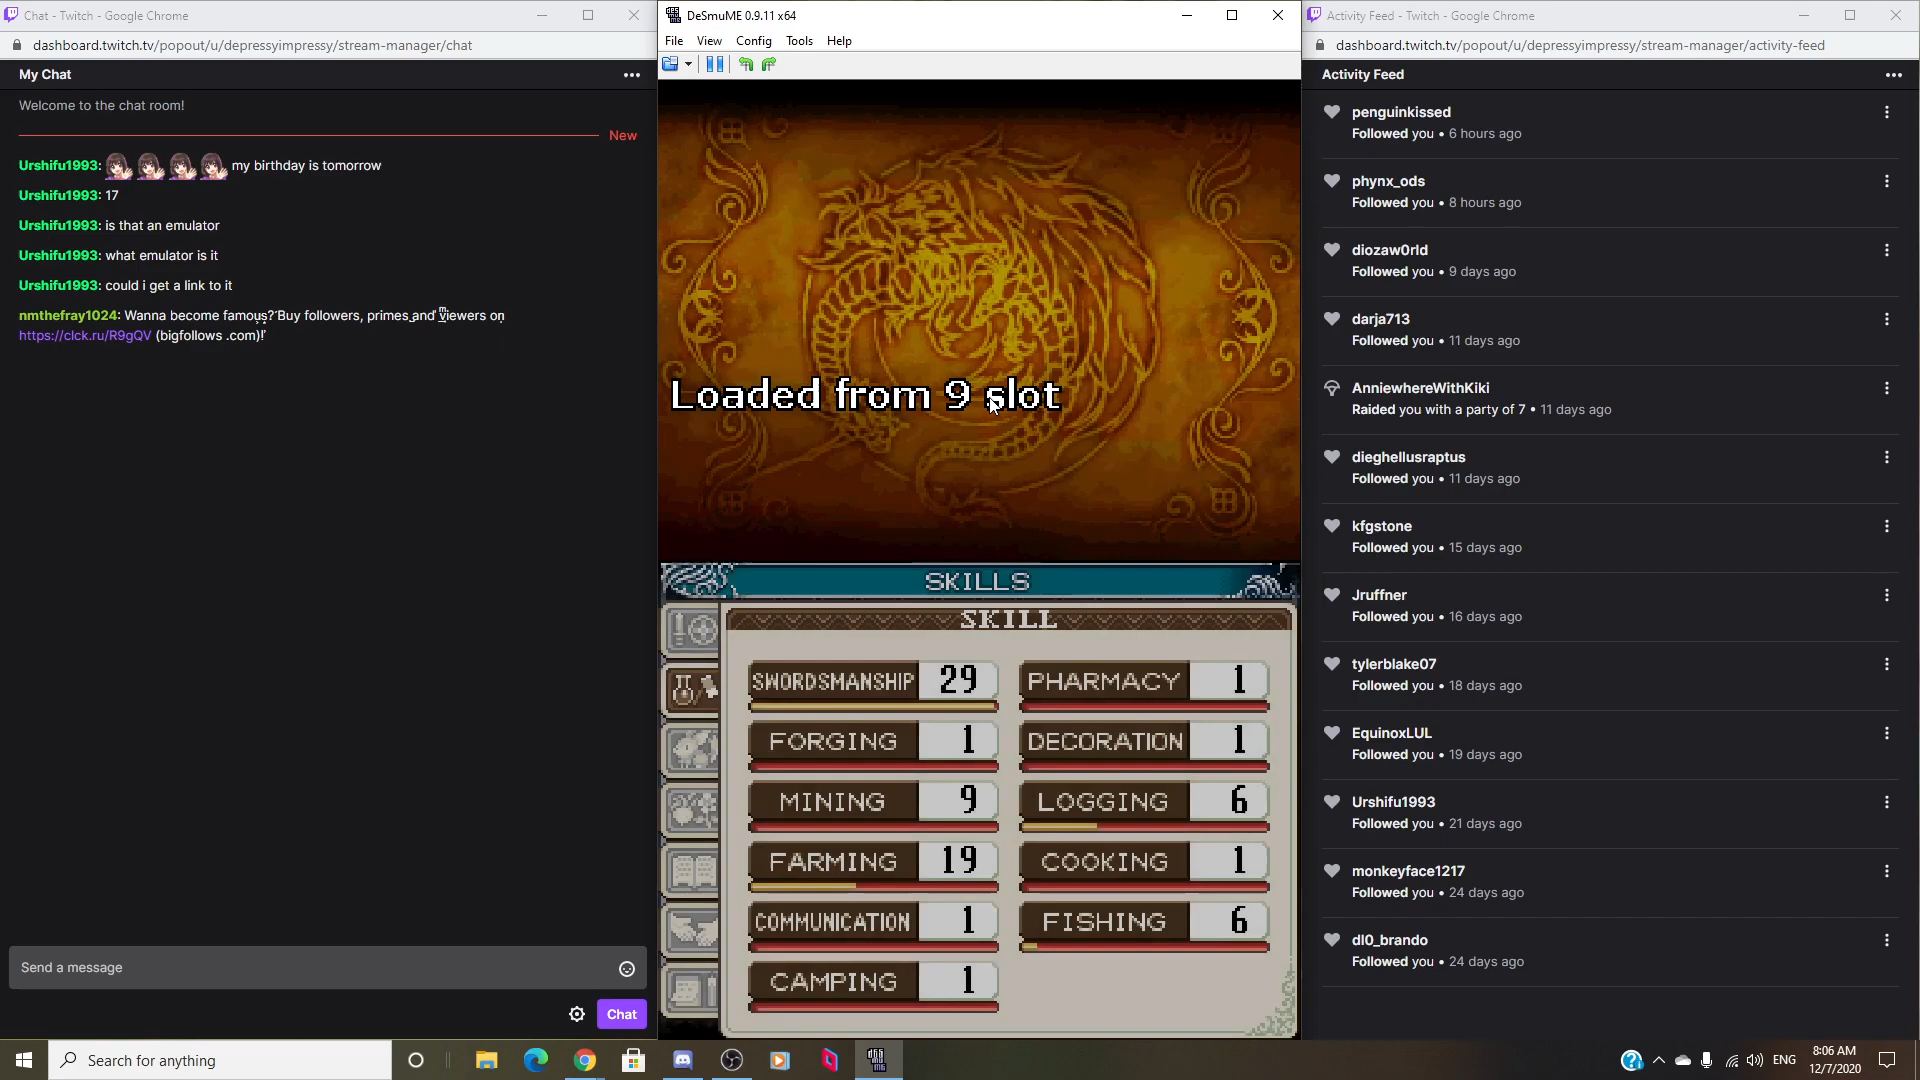 Chat - Twitch - Google Chrome
dashboard.twitch.tv/popout/u/depressyimpressy/stream-manager/chat
My Chat
Welcome to the chat room!
New
Urshifu1993: my birthday is tomorrow
Urshifu1993: 17
Urshifu1993: is that an emulator
Urshifu1993: what emulator is it
Urshifu1993: could i get a link to it
nmthefray1024: Wanna become famous? Buy followers, primes and viewers on
https://clck.ru/R9gQV (bigfollows .com)!
Send a message
Chat
DeSmuME 0.9.11 x64
File View Config Tools Help
Loaded from 9 slot
SKILLS
SKILL
SWORDSMANSHIP 29
PHARMACY 1
FORGING 1
DECORATION 1
MINING 9
LOGGING 6
FARMING 19
COOKING 1
COMMUNICATION 1
FISHING 6
CAMPING 1
Activity Feed - Twitch - Google Chrome
dashboard.twitch.tv/popout/u/depressyimpressy/stream-manager/activity-feed
Activity Feed
penguinkissed
Followed you • 6 hours ago
phynx_ods
Followed you • 8 hours ago
diozaw0rld
Followed you • 9 days ago
darja713
Followed you • 11 days ago
AnniewhereWithKiki
Raided you with a party of 7 • 11 days ago
dieghellusraptus
Followed you • 11 days ago
kfgstone
Followed you • 15 days ago
Jruffner
Followed you • 16 days ago
tylerblake07
Followed you • 18 days ago
EquinoxLUL
Followed you • 19 days ago
Urshifu1993
Followed you • 21 days ago
monkeyface1217
Followed you • 24 days ago
dl0_brando
Followed you • 24 days ago
Search for anything
ENG
8:06 AM
12/7/2020